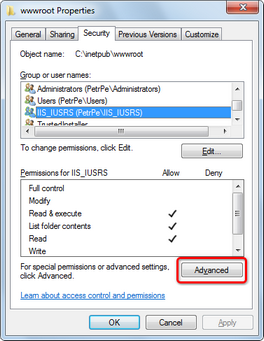 wwwroot Properties
General Sharing Security Previous Versions Customize
Object name: C:\inetpub\wwwroot
Group or user names:
Administrators (PetrPe\Administrators)
Users (PetrPe\Users)
IIS_IUSRS (PetrPe\IIS_IUSRS)
TrustedInstaller
To change permissions, click Edit.
Edit...
Permissions for IIS_IUSRS Allow Deny
Full control
Modify
Read & execute
List folder contents
Read
Write
For special permissions or advanced settings,
click Advanced.
Advanced
Learn about access control and permissions
OK Cancel Apply